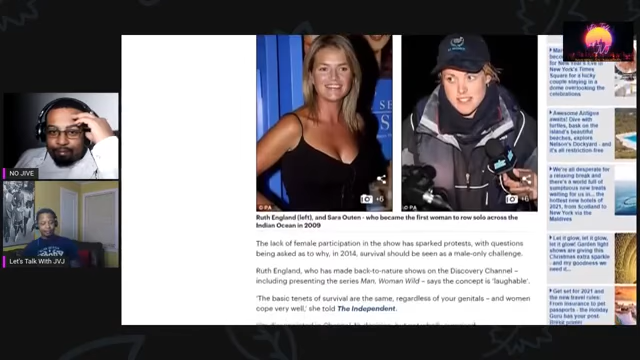 NO JIVE
Let's Talk With JVJ
© PA
+6
© PA
+6
Ruth England (left), and Sara Outen - who became the first woman to row solo across the
Indian Ocean in 2009
The lack of female participation in the show has sparked protests, with questions
being asked as to why, in 2014, survival should be seen as a male-only challenge.
Ruth England, who has made back-to-nature shows on the Discovery Channel –
including presenting the series Man, Woman Wild – says the concept is 'laughable'.
'The basic tenets of survival are the same, regardless of your genitals – and women
cope very well,' she told The Independent.
New York's Times
Square for a lucky
couple staying in a
dome overlooking the
celebrations
Awesome Antigua
awaits! Dive with
turtles, bask on the
island's beautiful
beaches, explore
Nelson's Dockyard - and
it's all restriction-free
We're all desperate for
a relaxing break and
there's a world full of
sumptuous new treats
waiting for us in... the
hottest new hotels of
2021, from Scotland to
New York via the
Maldives
Let it glow, let it glow,
let it glow! Garden light
shows are giving this
Christmas extra sparkle
- and my goodness we
need it...
Get set for 2021 and
the new travel rules:
From insurance to pet
passports - the Holiday
Guru has your post-
Brexit power